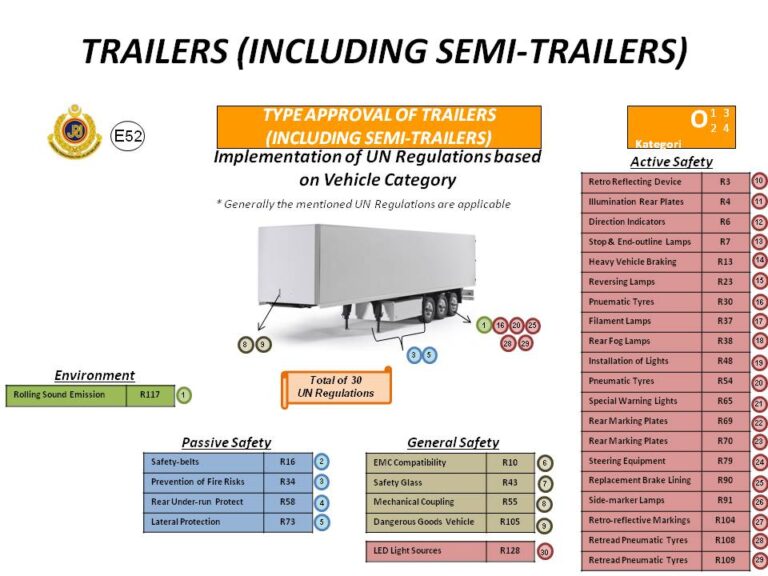 TRAILERS (INCLUDING SEMI-TRAILERS)
JPJ
E52
TYPE APPROVAL OF TRAILERS
(INCLUDING SEMI-TRAILERS)
O 1 3
2 4
Kategori
Implementation of UN Regulations based
on Vehicle Category
* Generally the mentioned UN Regulations are applicable
Active Safety
Retro Reflecting Device R3 10
Illumination Rear Plates R4 11
Direction Indicators R6 12
Stop & End-outline Lamps R7 13
Heavy Vehicle Braking R13 14
Reversing Lamps R23 15
Pnuematic Tyres R30 16
Filament Lamps R37 17
Rear Fog Lamps R38 18
Installation of Lights R48 19
Pneumatic Tyres R54 20
Special Warning Lights R65 21
Rear Marking Plates R69 22
Rear Marking Plates R70 23
Steering Equipment R79 24
Replacement Brake Lining R90 25
Side-marker Lamps R91 26
Retro-reflective Markings R104 27
Retread Pneumatic Tyres R108 28
Retread Pneumatic Tyres R109 29
8 9
3 5
1 16 20 25
28 29
Total of 30
UN Regulations
Environment
Rolling Sound Emission R117 1
Passive Safety
Safety-belts R16 2
Prevention of Fire Risks R34 3
Rear Under-run Protect R58 4
Lateral Protection R73 5
General Safety
EMC Compatibility R10 6
Safety Glass R43 7
Mechanical Coupling R55 8
Dangerous Goods Vehicle R105 9
LED Light Sources R128 30